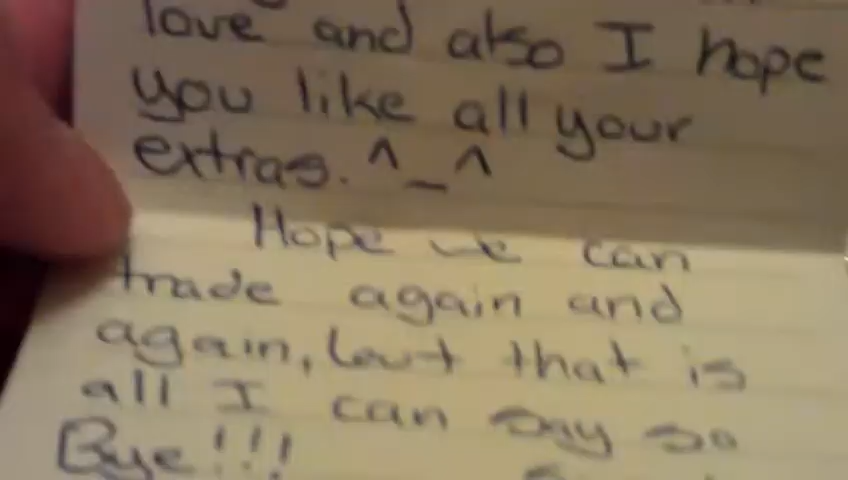 love and also I hope
you like all your
extras. ^_^
Hope we can
trade again and
again, but that is
all I can say so
Bye!!!